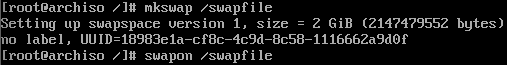 [root@archiso /]# mkswap /swapfile
Setting up swapspace version 1, size = 2 GiB (2147479552 bytes)
no label, UUID=18983e1a-cf8c-4c9d-8c58-1116662a9d0f
[root@archiso /]# swapon /swapfile